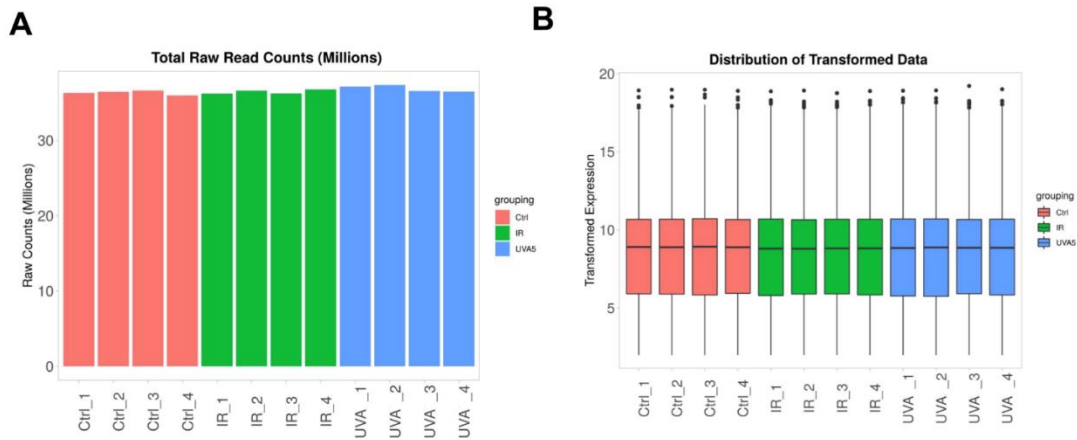 A
Total Raw Read Counts (Millions)
Raw Counts (Millions)
30
20
10
0
Ctrl_1
Ctrl_2
Ctrl_3
Ctrl_4
IR_1
IR_2
IR_3
IR_4
UVA _1
UVA _2
UVA _3
UVA _4
grouping
Ctrl
IR
UVA5
B
Distribution of Transformed Data
Transformed Expression
20
15
10
5
Ctrl_1
Ctrl_2
Ctrl_3
Ctrl_4
IR_1
IR_2
IR_3
IR_4
UVA _1
UVA _2
UVA _3
UVA _4
grouping
Ctrl
IR
UVA5